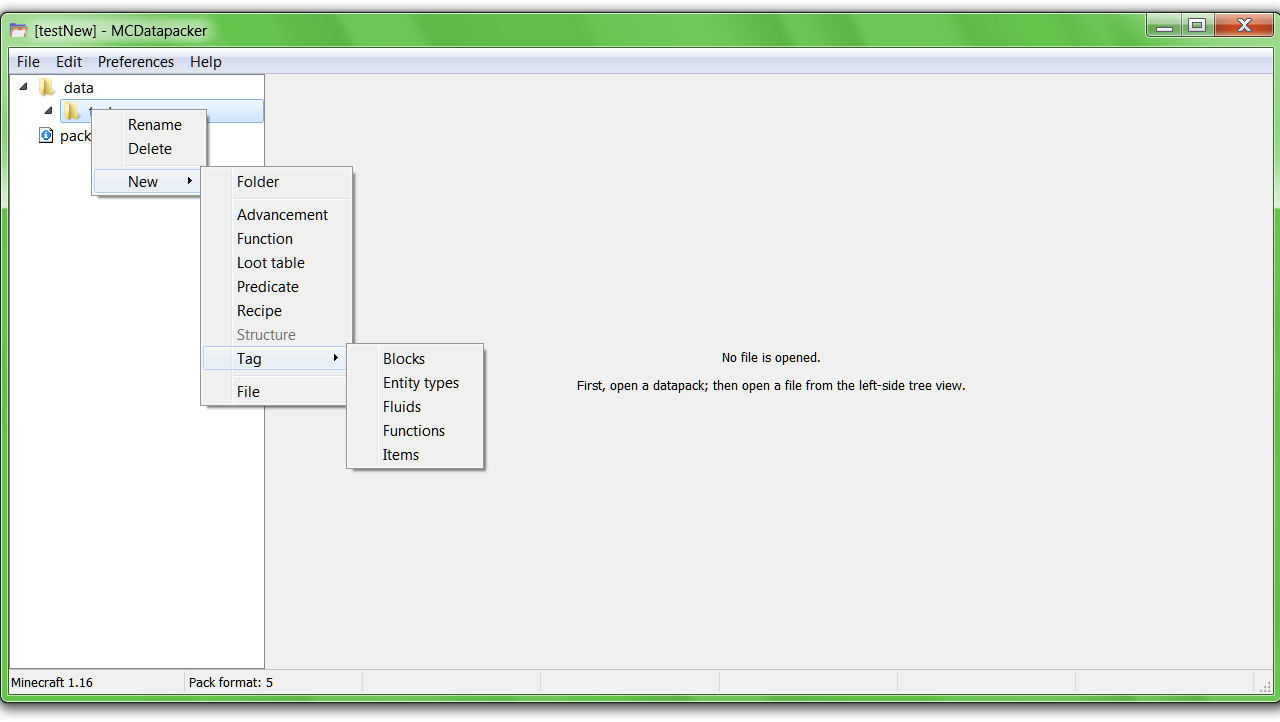 [testNew] - MCDatapacker
File Edit Preferences Help
data
pack
Rename
Delete
New
Folder
Advancement
Function
Loot table
Predicate
Recipe
Structure
Tag
File
Blocks
Entity types
Fluids
Functions
Items
No file is opened.
First, open a datapack; then open a file from the left-side tree view.
Minecraft 1.16 Pack format: 5